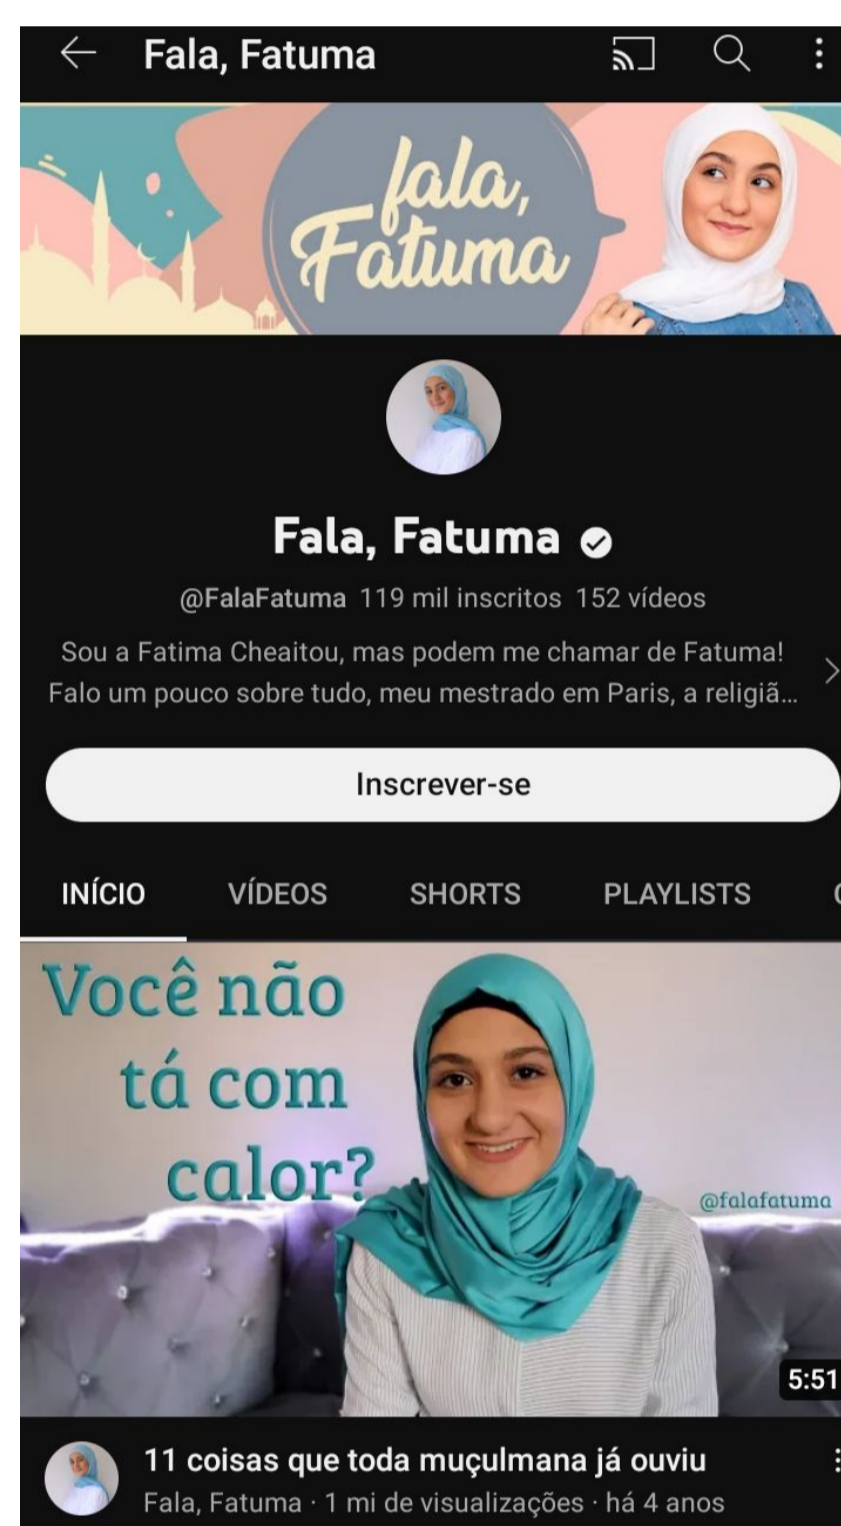 Fala, Fatuma
fala,
Fatuma
Fala, Fatuma
@FalaFatuma 119 mil inscritos 152 vídeos
Sou a Fatima Cheaitou, mas podem me chamar de Fatuma!
Falo um pouco sobre tudo, meu mestrado em Paris, a religiã...
Inscrever-se
INÍCIO VÍDEOS SHORTS PLAYLISTS
Você não
tá com
calor?
@falafatuma
5:51
11 coisas que toda muçulmana já ouviu
Fala, Fatuma · 1 mi de visualizações · há 4 anos